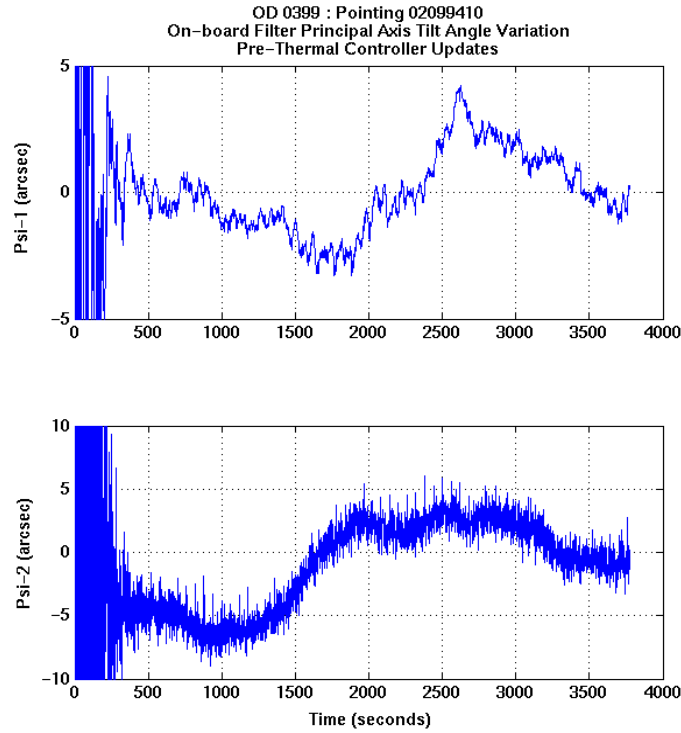 OD 0399 : Pointing 02099410
On-board Filter Principal Axis Tilt Angle Variation
Pre-Thermal Controller Updates
5
0
-5
Psi-1 (arcsec)
0 500 1000 1500 2000 2500 3000 3500 4000
10
5
0
-5
-10
Psi-2 (arcsec)
0 500 1000 1500 2000 2500 3000 3500 4000
Time (seconds)